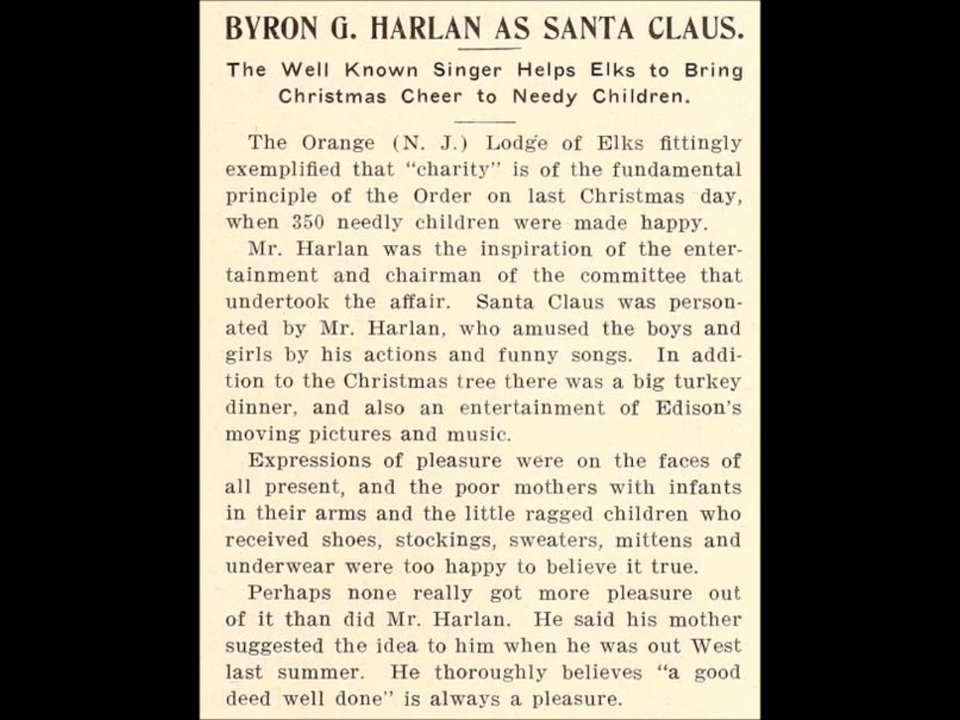 BYRON G. HARLAN AS SANTA CLAUS.
The Well Known Singer Helps Elks to Bring
Christmas Cheer to Needy Children.
The Orange (N. J.) Lodge of Elks fittingly
exemplified that "charity" is of the fundamental
principle of the Order on last Christmas day,
when 350 needly children were made happy.
Mr. Harlan was the inspiration of the enter-
tainment and chairman of the committee that
undertook the affair. Santa Claus was person-
ated by Mr. Harlan, who amused the boys and
girls by his actions and funny songs. In addi-
tion to the Christmas tree there was a big turkey
dinner, and also an entertainment of Edison's
moving pictures and music.
Expressions of pleasure were on the faces of
all present, and the poor mothers with infants
in their arms and the little ragged children who
received shoes, stockings, sweaters, mittens and
underwear were too happy to believe it true.
Perhaps none really got more pleasure out
of it than did Mr. Harlan. He said his mother
suggested the idea to him when he was out West
last summer. He thoroughly believes "a good
deed well done" is always a pleasure.